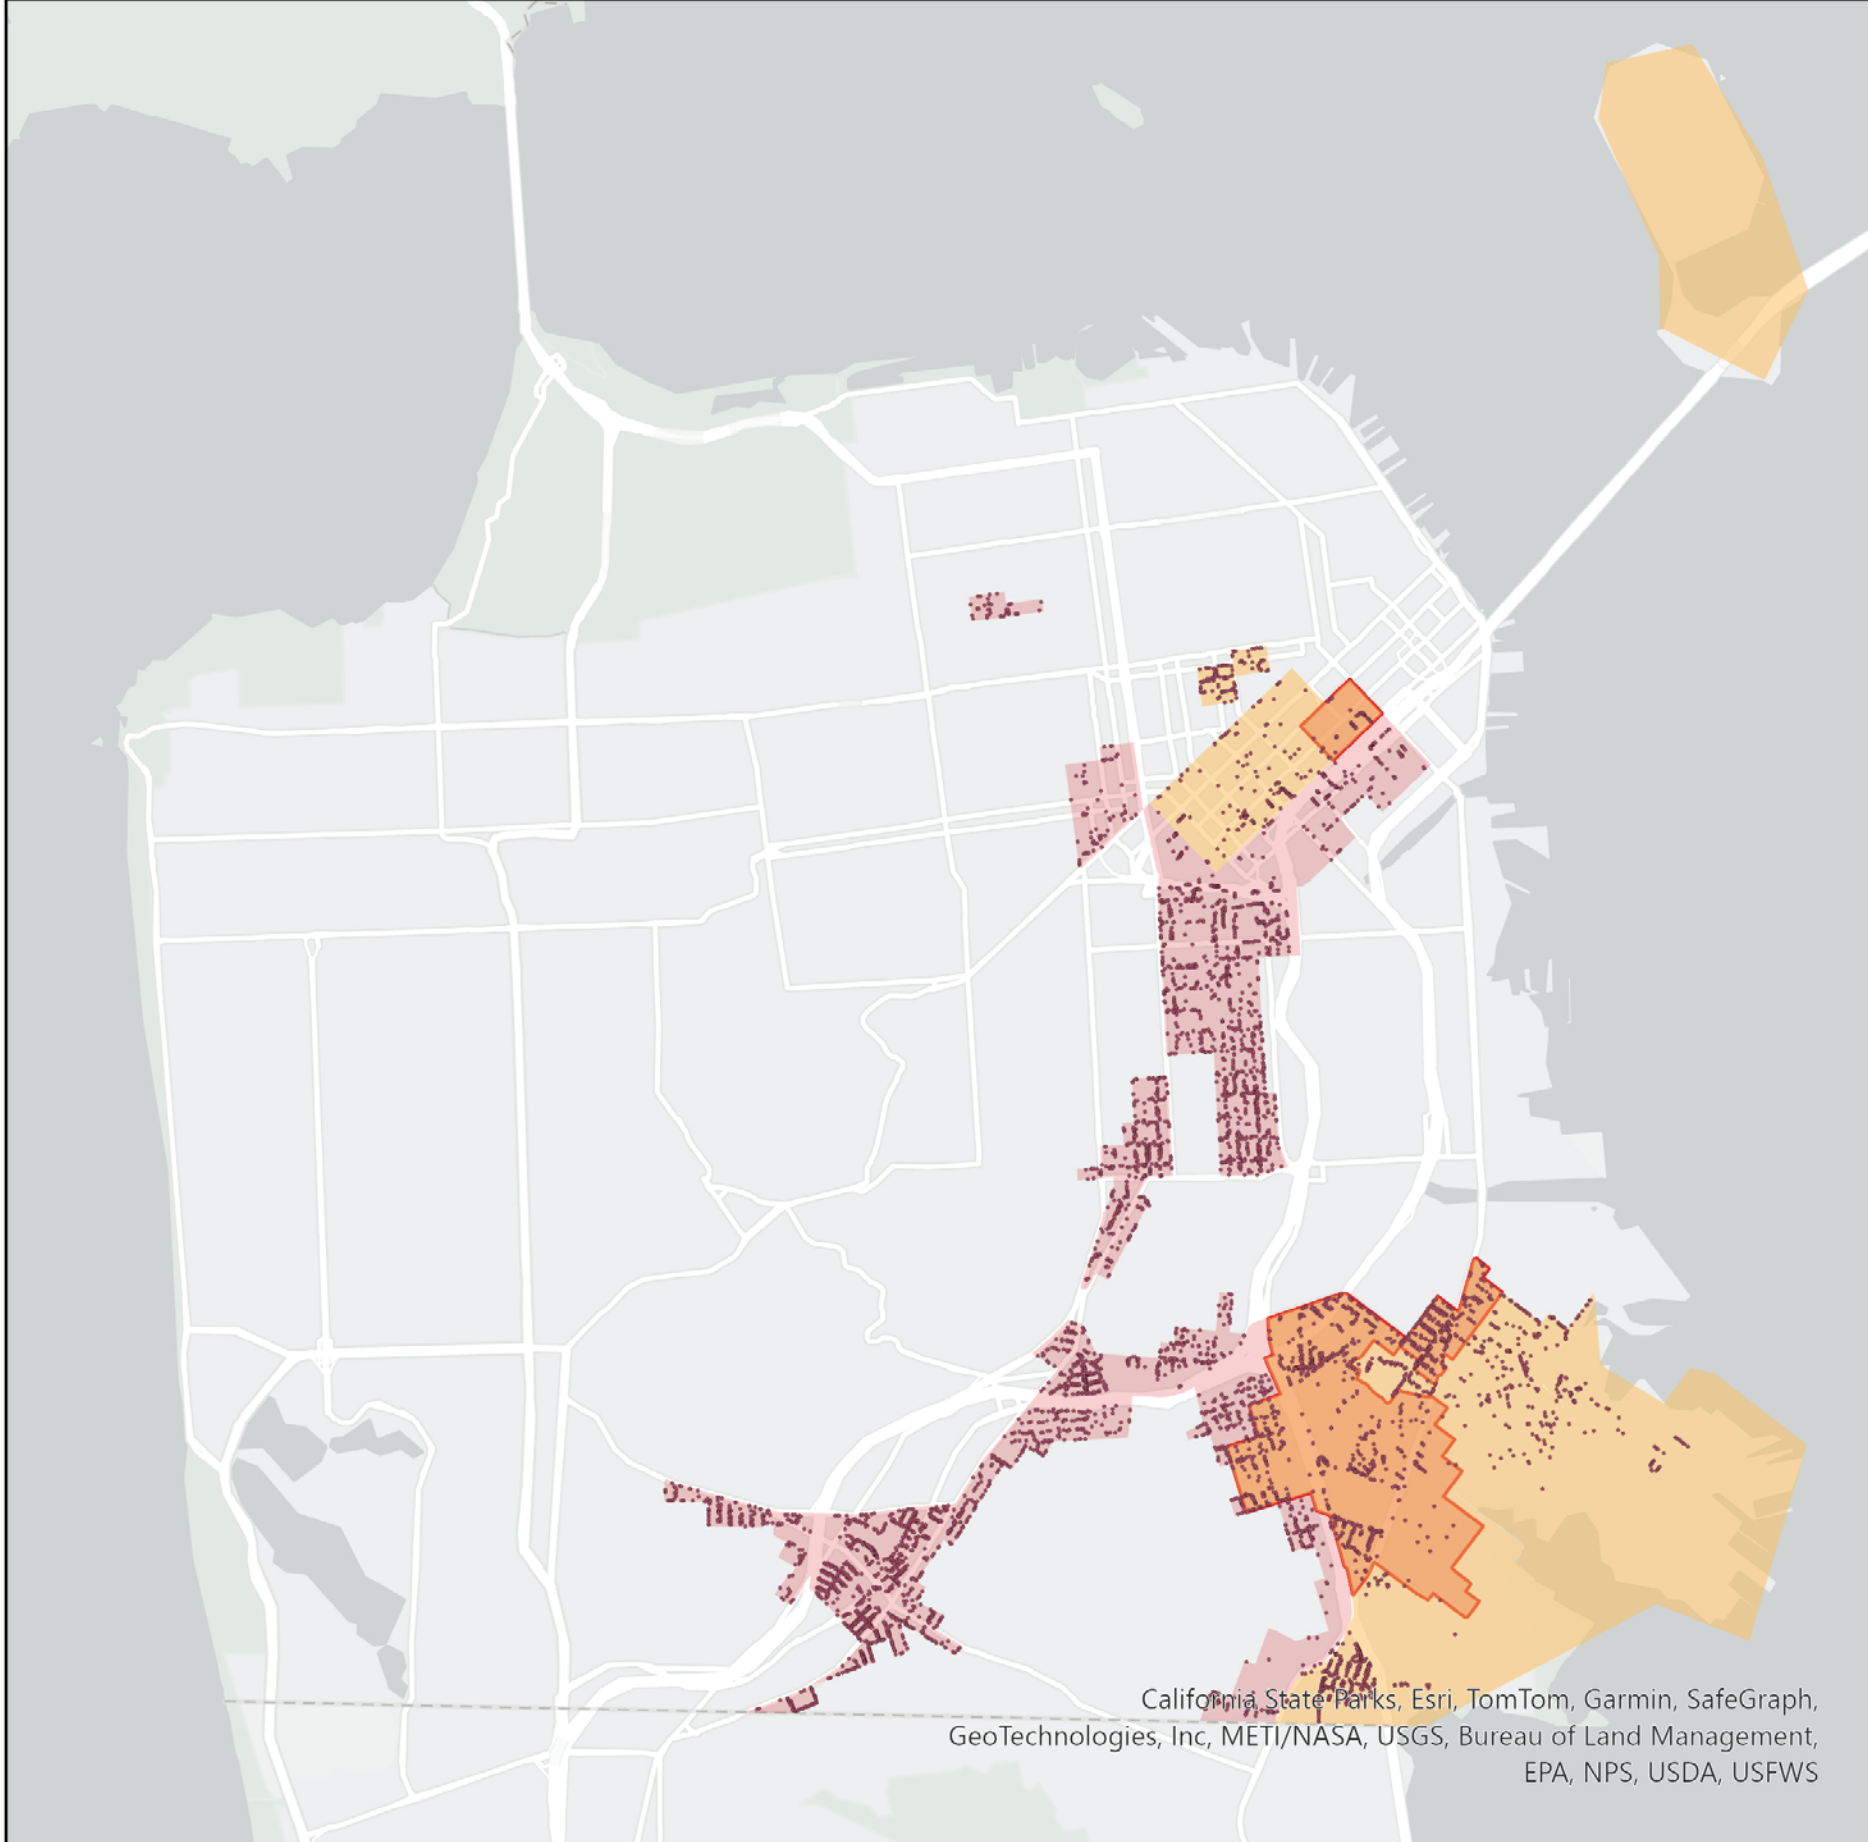 California State Parks, Esri, TomTom, Garmin, SafeGraph,
GeoTechnologies, Inc, METI/NASA, USGS, Bureau of Land Management,
EPA, NPS, USDA, USFWS